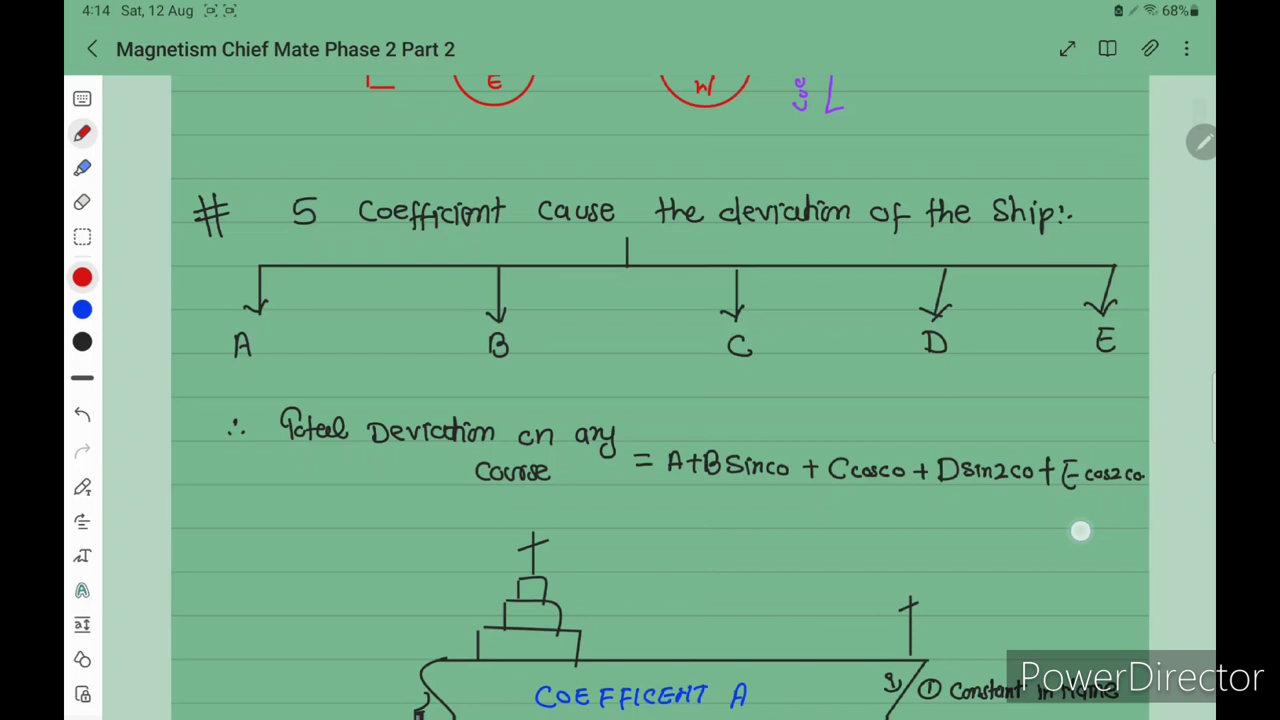 4:14 Sat, 12 Aug 68%
Magnetism Chief Mate Phase 2 Part 2
E W
# 5 Coefficient cause the deviation of the Ship:.
A B C D E
∴ Total Deviation on any
course = A+BSinco + Ccosco + Dsin2co + Ecos2co.
COEFFICENT A ① Constant in
PowerDirector